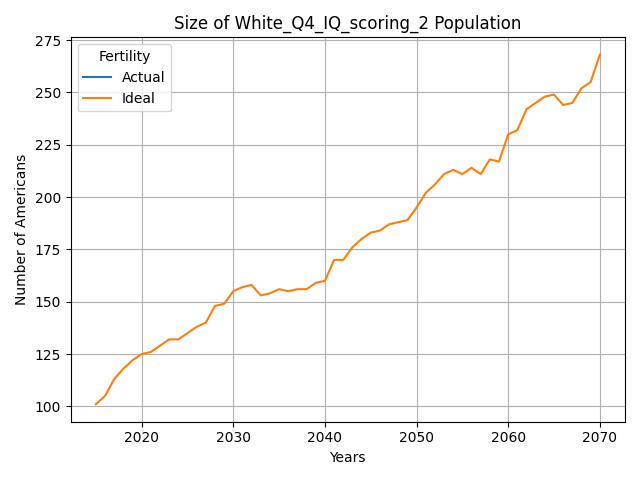 Size of White_Q4_IQ_scoring_2 Population
Fertility
Actual
Ideal
Number of Americans
275
250
225
200
175
150
125
100
2020 2030 2040 2050 2060 2070
Years